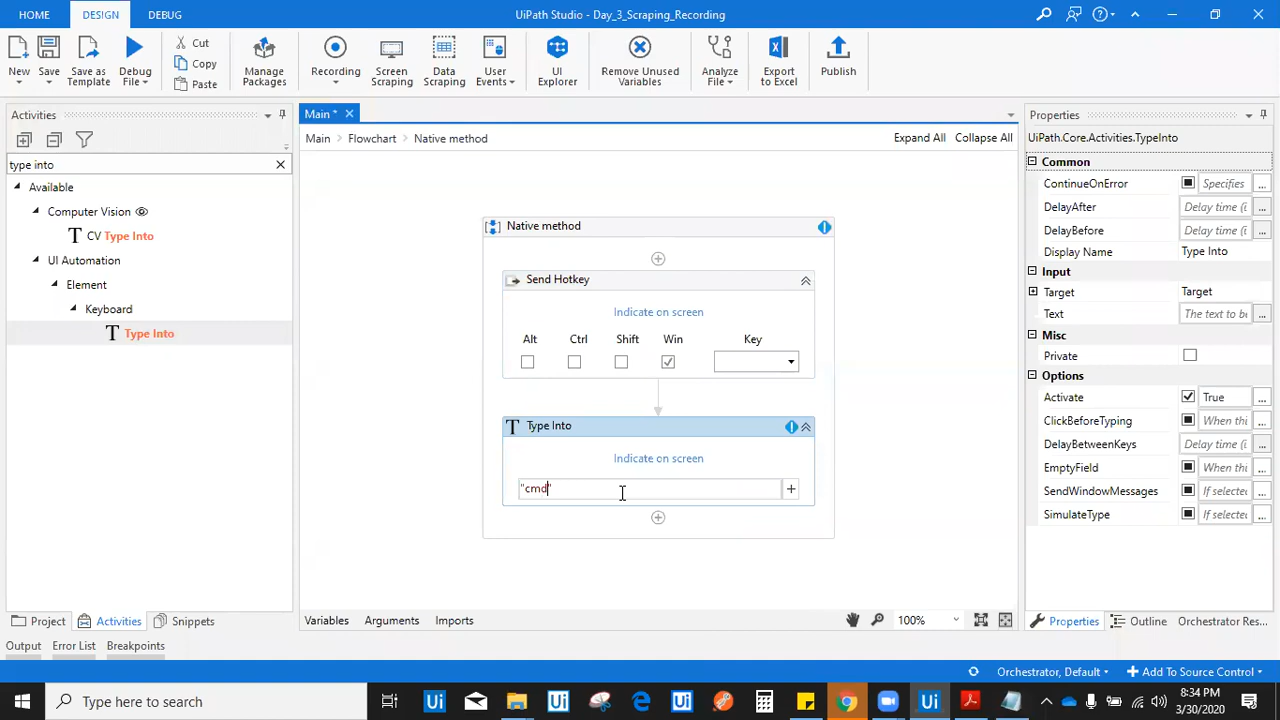 HOME
DESIGN
DEBUG
UiPath Studio - Day_3_Scraping_Recording
New
Save
Save as Template
Debug File
Cut
Copy
Paste
Manage Packages
Recording
Screen Scraping
Data Scraping
User Events
UI Explorer
Remove Unused Variables
Analyze File
Export to Excel
Publish
Activities
type into
Available
Computer Vision
CV Type Into
UI Automation
Element
Keyboard
Type Into
Project
Activities
Snippets
Main *
Main
Flowchart
Native method
Expand All
Collapse All
Native method
Send Hotkey
Indicate on screen
Alt
Ctrl
Shift
Win
Key
Type Into
Indicate on screen
"cmd"
Variables
Arguments
Imports
100%
Properties
UiPath.Core.Activities.TypeInto
Common
ContinueOnError
Specifies
DelayAfter
Delay time (i
DelayBefore
Delay time (i
Display Name
Type Into
Input
Target
Target
Text
The text to be
Misc
Private
Options
Activate
True
ClickBeforeTyping
When this
DelayBetweenKeys
Delay time (i
EmptyField
When this
SendWindowMessages
If selected
SimulateType
If selected
Properties
Outline
Orchestrator Res...
Output
Error List
Breakpoints
Orchestrator, Default
Add To Source Control
Type here to search
8:34 PM
3/30/2020